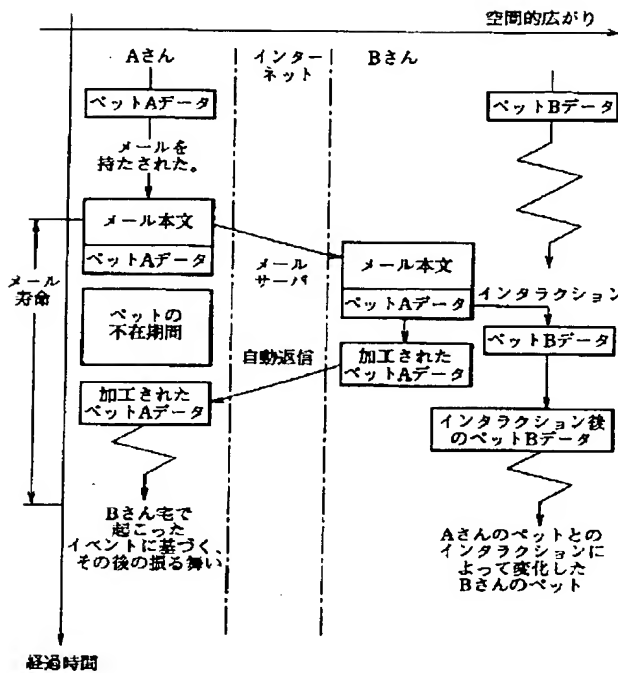 空間的広がり
Aさん
インター
ネット
Bさん
ペットAデータ
ペットBデータ
メールを
持たされた。
メール本文
ペットAデータ
メール
寿命
メール
サーバ
メール本文
ペットAデータ
インタラクション
ペットBデータ
ペットの
不在期間
自動返信
加工された
ペットAデータ
加工された
ペットAデータ
インタラクション後
のペットBデータ
Bさん宅で
起こった
イベントに基づく、
その後の振る舞い
Aさんのペットとの
インタラクションに
よって変化した
Bさんのペット
経過時間